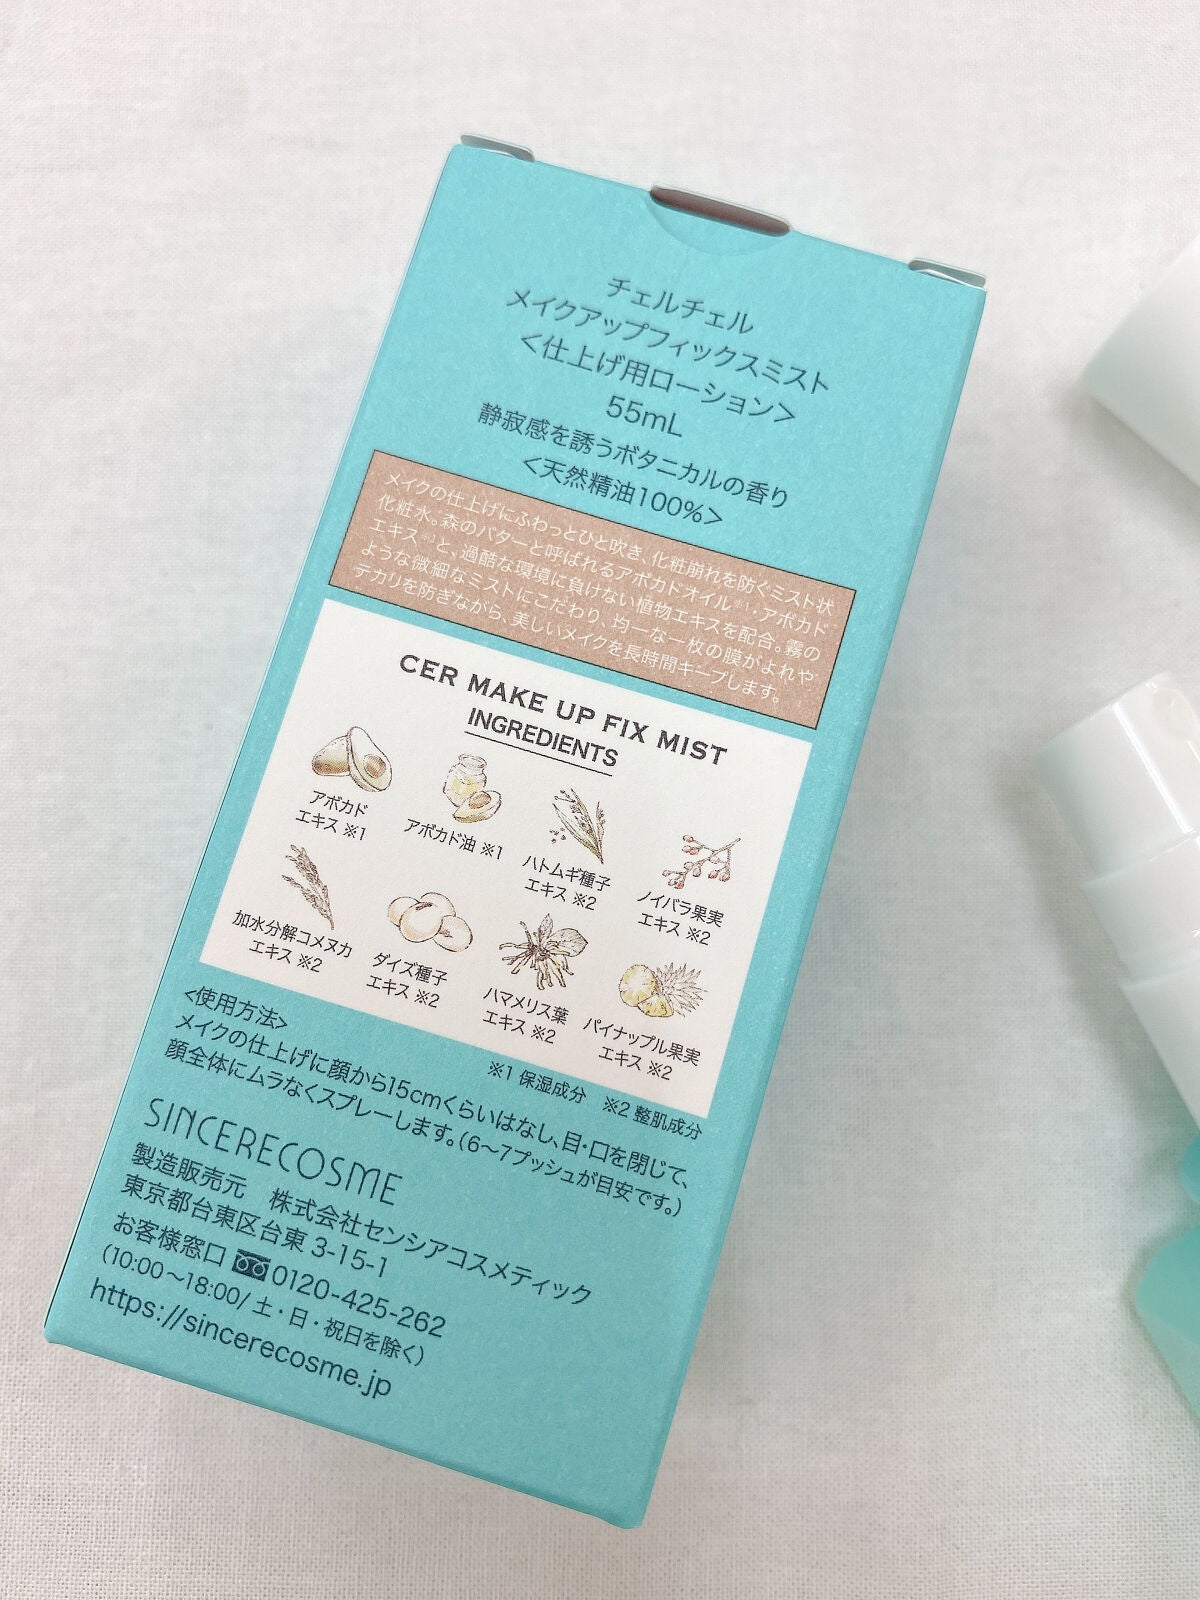 チェルチェル
メイクアップフィックスミスト
<仕上げ用ローション>
55mL
静寂感を誘うボタニカルの香り
<天然精油100%>
メイクの仕上げにふわっとひと吹き、化粧崩れを防ぐミスト状
化粧水。森のバターと呼ばれるアボカドオイル※1・アボカド
エキス※1と、過酷な環境に負けない植物エキスを配合。霧の
ような微細なミストにこだわり、均一な一枚の膜がよれや
テカリを防ぎながら、美しいメイクを長時間キープします。
CER MAKE UP FIX MIST
INGREDIENTS
アボカド
エキス ※1
アボカド油 ※1
ハトムギ種子
エキス ※2
ノイバラ果実
エキス ※2
加水分解コメヌカ
エキス ※2
ダイズ種子
エキス ※2
ハマメリス葉
エキス ※2
パイナップル果実
エキス ※2
※1 保湿成分 ※2 整肌成分
<使用方法>
メイクの仕上げに顔から15cmくらいはなし、目・口を閉じて、
顔全体にムラなくスプレーします。（6〜7プッシュが目安です。）
SINCERECOSME
製造販売元 株式会社センシアコスメティック
東京都台東区台東 3-15-1
お客様窓口 0120-425-262
(10:00〜18:00/ 土・日・祝日を除く)
https://sincerecosme.jp